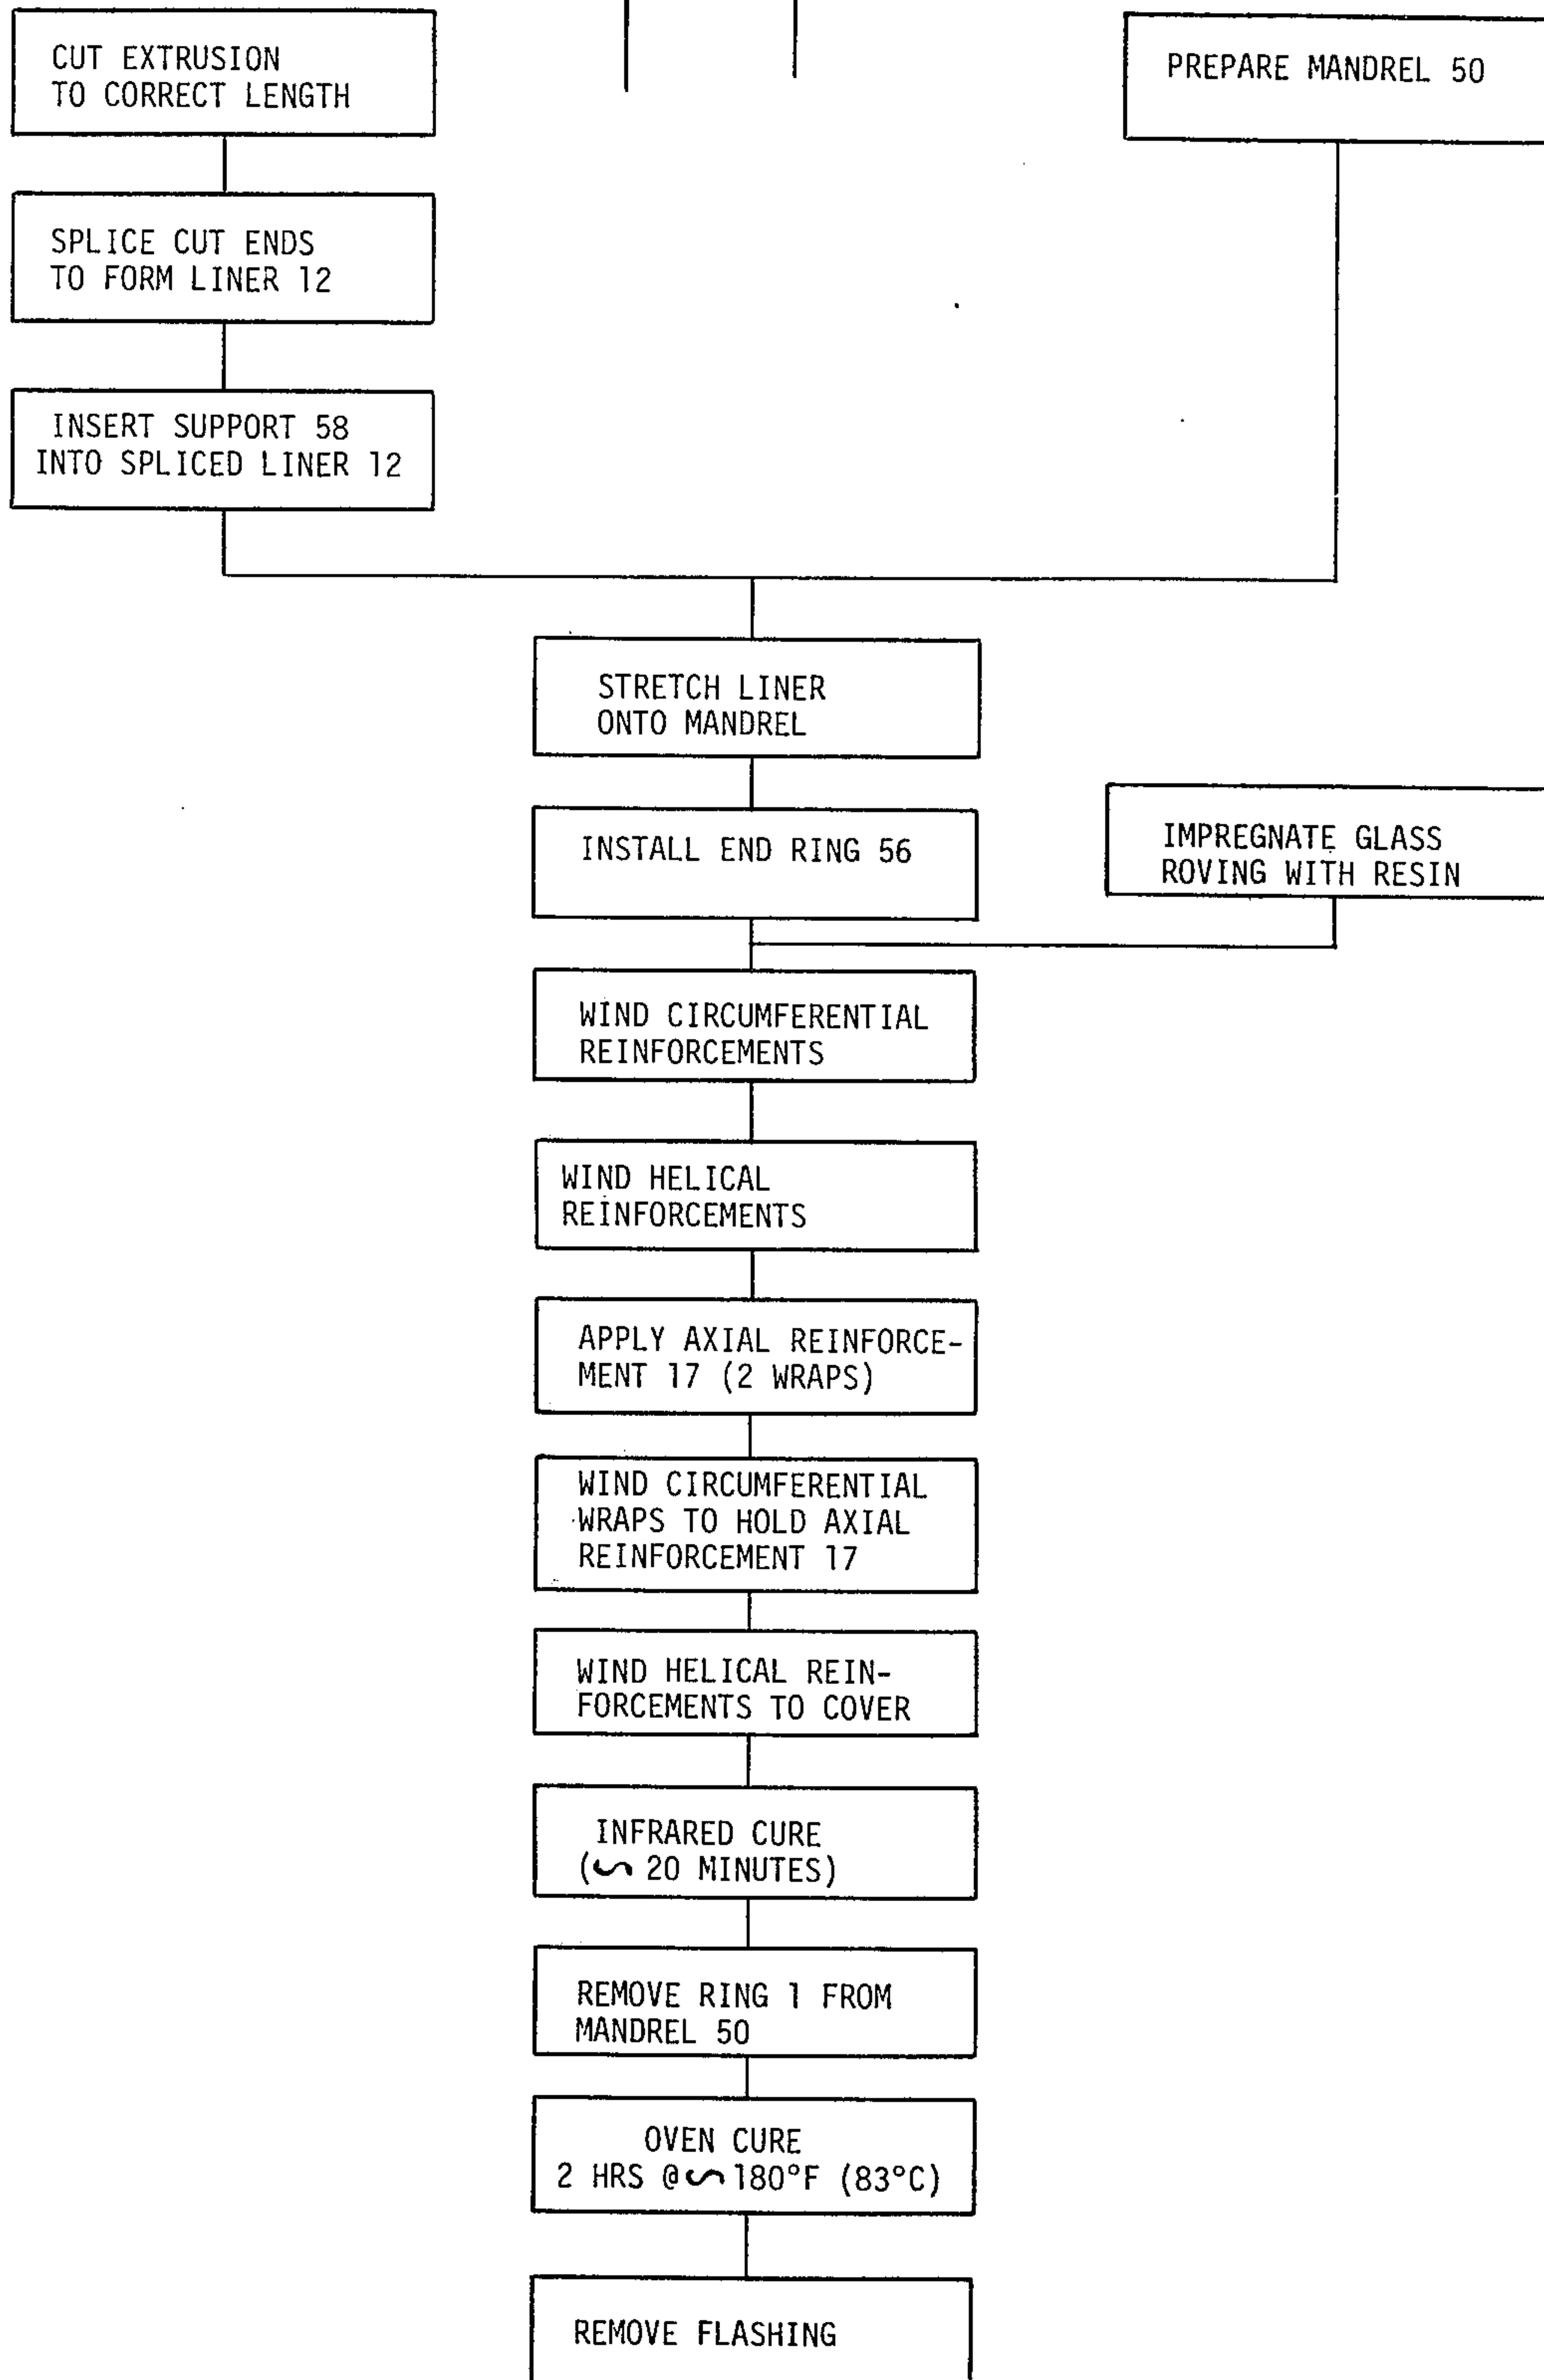 CUT EXTRUSION
TO CORRECT LENGTH
PREPARE MANDREL 50
SPLICE CUT ENDS
TO FORM LINER 12
INSERT SUPPORT 58
INTO SPLICED LINER 12
STRETCH LINER
ONTO MANDREL
INSTALL END RING 56
IMPREGNATE GLASS
ROVING WITH RESIN
WIND CIRCUMFERENTIAL
REINFORCEMENTS
WIND HELICAL
REINFORCEMENTS
APPLY AXIAL REINFORCE-
MENT 17 (2 WRAPS)
WIND CIRCUMFERENTIAL
WRAPS TO HOLD AXIAL
REINFORCEMENT 17
WIND HELICAL REIN-
FORCEMENTS TO COVER
INFRARED CURE
(∽ 20 MINUTES)
REMOVE RING 1 FROM
MANDREL 50
OVEN CURE
2 HRS @∽180°F (83°C)
REMOVE FLASHING